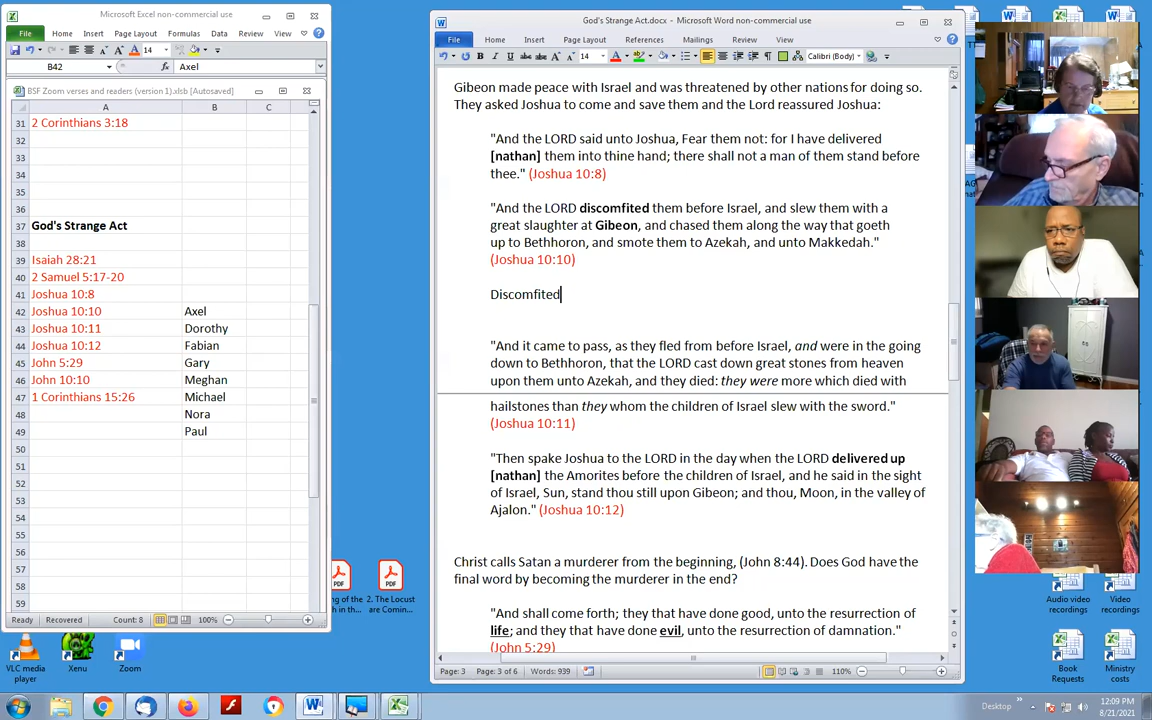 Microsoft Excel non-commercial use
File Home Insert Page Layout Formulas Data Review View
14
B42 fx Axel
BSF Zoom verses and readers (version 1).xlsb [Autosaved]
A B C
31 2 Corinthians 3:18
32
33
34
35
36
37 God's Strange Act
38
39 Isaiah 28:21
40 2 Samuel 5:17-20
41 Joshua 10:8
42 Joshua 10:10 Axel
43 Joshua 10:11 Dorothy
44 Joshua 10:12 Fabian
45 John 5:29 Gary
46 John 10:10 Meghan
47 1 Corinthians 15:26 Michael
48 Nora
49 Paul
50
51
52
53
54
55
56
57
58
59
Ready Recovered Count: 8 100%
God's Strange Act.docx - Microsoft Word non-commercial use
File Home Insert Page Layout References Mailings Review View
B I U abc 14 Calibri (Body)
Gibeon made peace with Israel and was threatened by other nations for doing so.
They asked Joshua to come and save them and the Lord reassured Joshua:
"And the LORD said unto Joshua, Fear them not: for I have delivered
[nathan] them into thine hand; there shall not a man of them stand before
thee." (Joshua 10:8)
"And the LORD discomfited them before Israel, and slew them with a
great slaughter at Gibeon, and chased them along the way that goeth
up to Bethhoron, and smote them to Azekah, and unto Makkedah."
(Joshua 10:10)
Discomfited
"And it came to pass, as they fled from before Israel, and were in the going
down to Bethhoron, that the LORD cast down great stones from heaven
upon them unto Azekah, and they died: they were more which died with
hailstones than they whom the children of Israel slew with the sword."
(Joshua 10:11)
"Then spake Joshua to the LORD in the day when the LORD delivered up
[nathan] the Amorites before the children of Israel, and he said in the sight
of Israel, Sun, stand thou still upon Gibeon; and thou, Moon, in the valley of
Ajalon." (Joshua 10:12)
Christ calls Satan a murderer from the beginning, (John 8:44). Does God have the
final word by becoming the murderer in the end?
"And shall come forth; they that have done good, unto the resurrection of
life; and they that have done evil, unto the resurrection of damnation."
(John 5:29)
Page: 3 Page: 3 of 6 Words: 939 110%
2. The Locust
are Comin...
VLC media
player
Xenu
Zoom
Audio video
recordings
Video
recordings
Book
Requests
Ministry
costs
Desktop
12:09 PM
8/21/2021